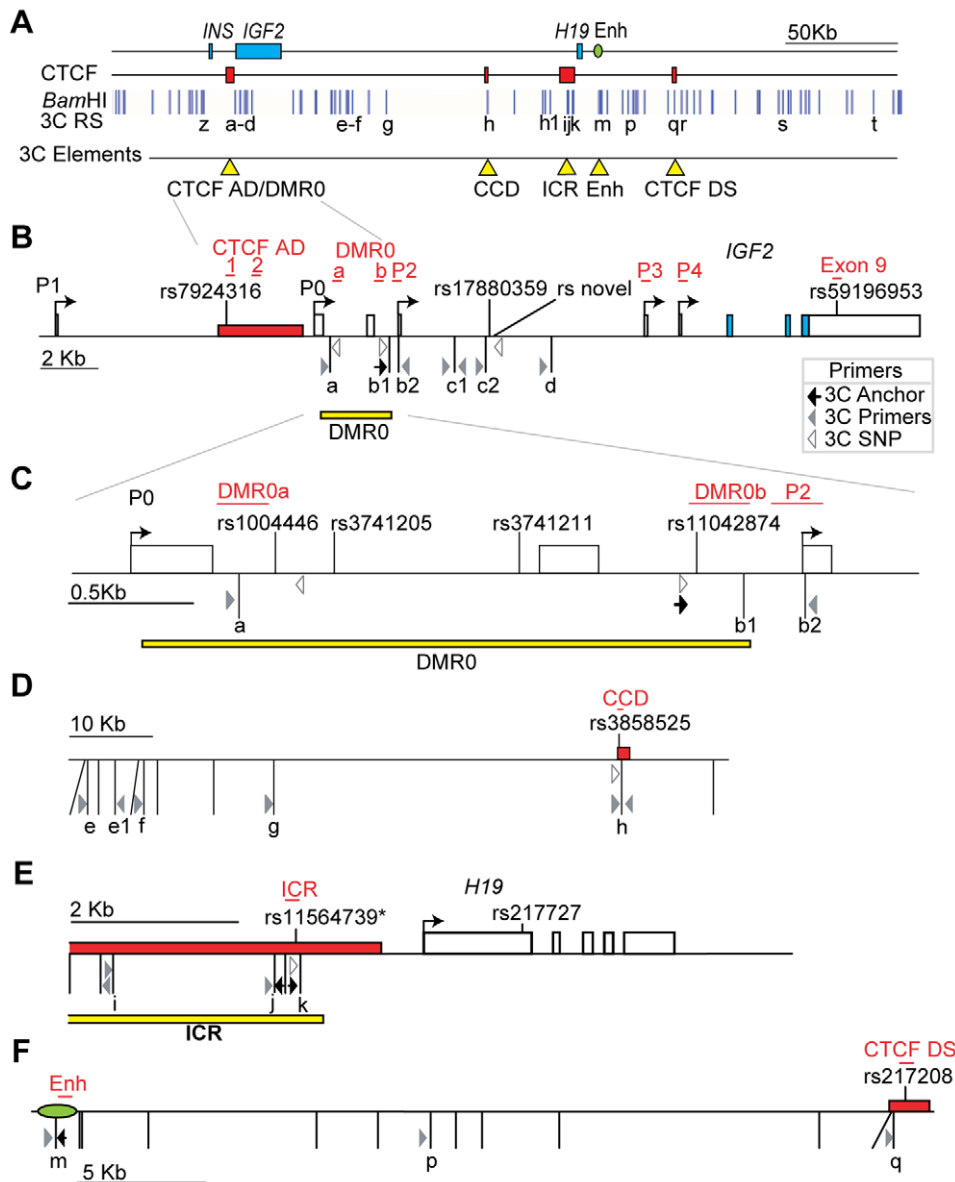 A
INS IGF2 H19 Enh
50Kb
CTCF
BamHI
3C RS
z a-d e-f g h h1 ijk m p qr s t
3C Elements
CTCF AD/DMR0 CCD ICR Enh CTCF DS
B
CTCF AD DMR0 IGF2
1 2 a b P2 P3 P4 Exon 9
P1 rs7924316 P0 rs17880359 rs novel rs59196953
2 Kb
a b1 b2 c1 c2 d
DMR0
Primers
3C Anchor
3C Primers
3C SNP
C
P0 DMR0a DMR0b P2
rs1004446 rs3741205 rs3741211 rs11042874
0.5Kb
a b1 b2
DMR0
D
CCD
10 Kb rs3858525
e e1 f g h
E
ICR H19
2 Kb rs11564739* rs217727
i j k
ICR
F
CTCF DS
Enh rs217208
m p q
5 Kb